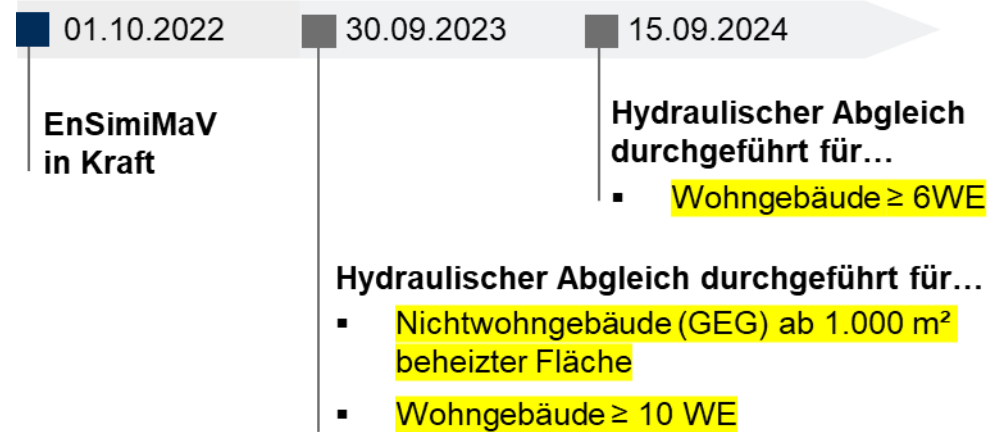 01.10.2022
30.09.2023
15.09.2024
EnSimiMaV
in Kraft
Hydraulischer Abgleich
durchgeführt für…
▪ Wohngebäude ≥ 6WE
Hydraulischer Abgleich durchgeführt für…
▪ Nichtwohngebäude (GEG) ab 1.000 m²
beheizter Fläche
▪ Wohngebäude ≥ 10 WE